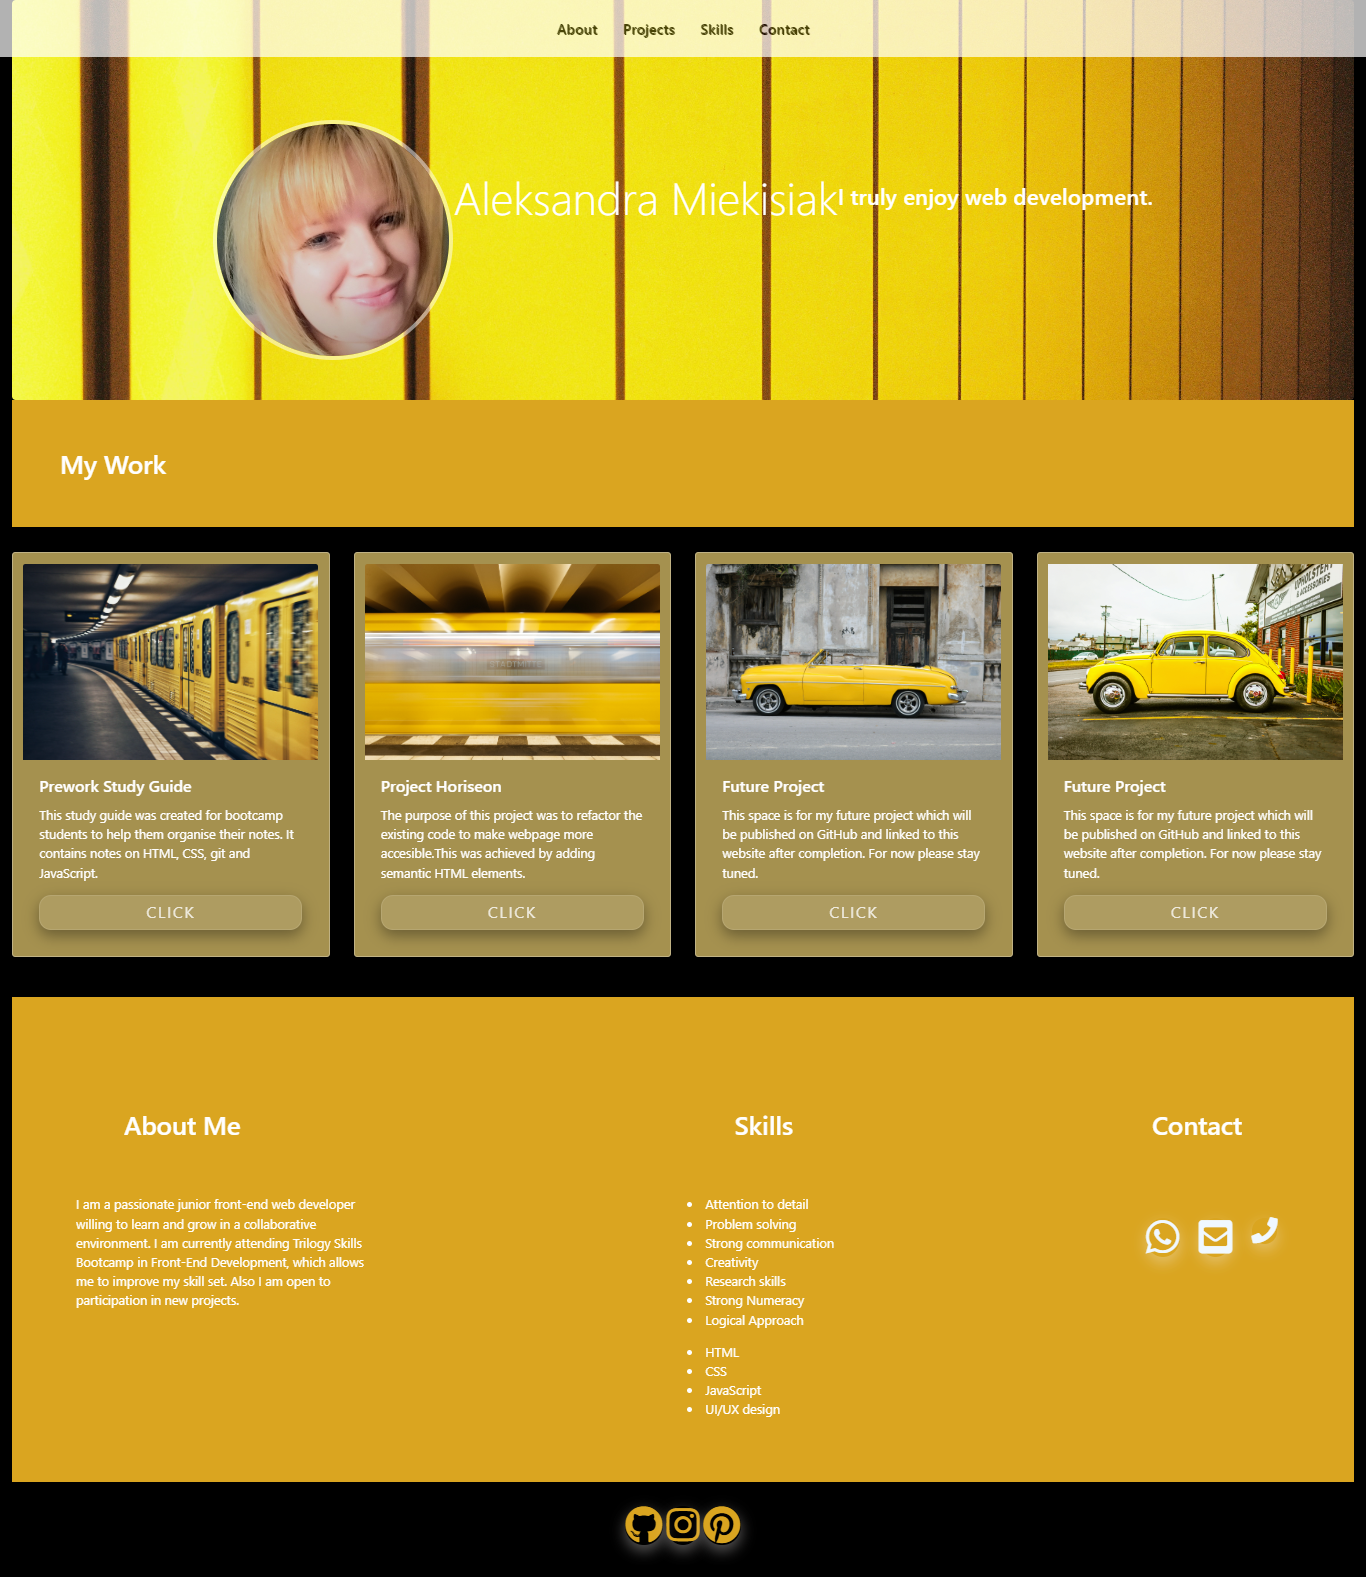 About Projects Skills Contact
Aleksandra Miekisiak I truly enjoy web development.
My Work
UPHOLSTERY
& ACCESSORIES
STADTMITTE
Prework Study Guide
This study guide was created for bootcamp
students to help them organise their notes. It
contains notes on HTML, CSS, git and
JavaScript.
CLICK
Project Horiseon
The purpose of this project was to refactor the
existing code to make webpage more
accesible.This was achieved by adding
semantic HTML elements.
CLICK
Future Project
This space is for my future project which will
be published on GitHub and linked to this
website after completion. For now please stay
tuned.
CLICK
Future Project
This space is for my future project which will
be published on GitHub and linked to this
website after completion. For now please stay
tuned.
CLICK
About Me
I am a passionate junior front-end web developer
willing to learn and grow in a collaborative
environment. I am currently attending Trilogy Skills
Bootcamp in Front-End Development, which allows
me to improve my skill set. Also I am open to
participation in new projects.
Skills
Attention to detail
Problem solving
Strong communication
Creativity
Research skills
Strong Numeracy
Logical Approach
HTML
CSS
JavaScript
UI/UX design
Contact